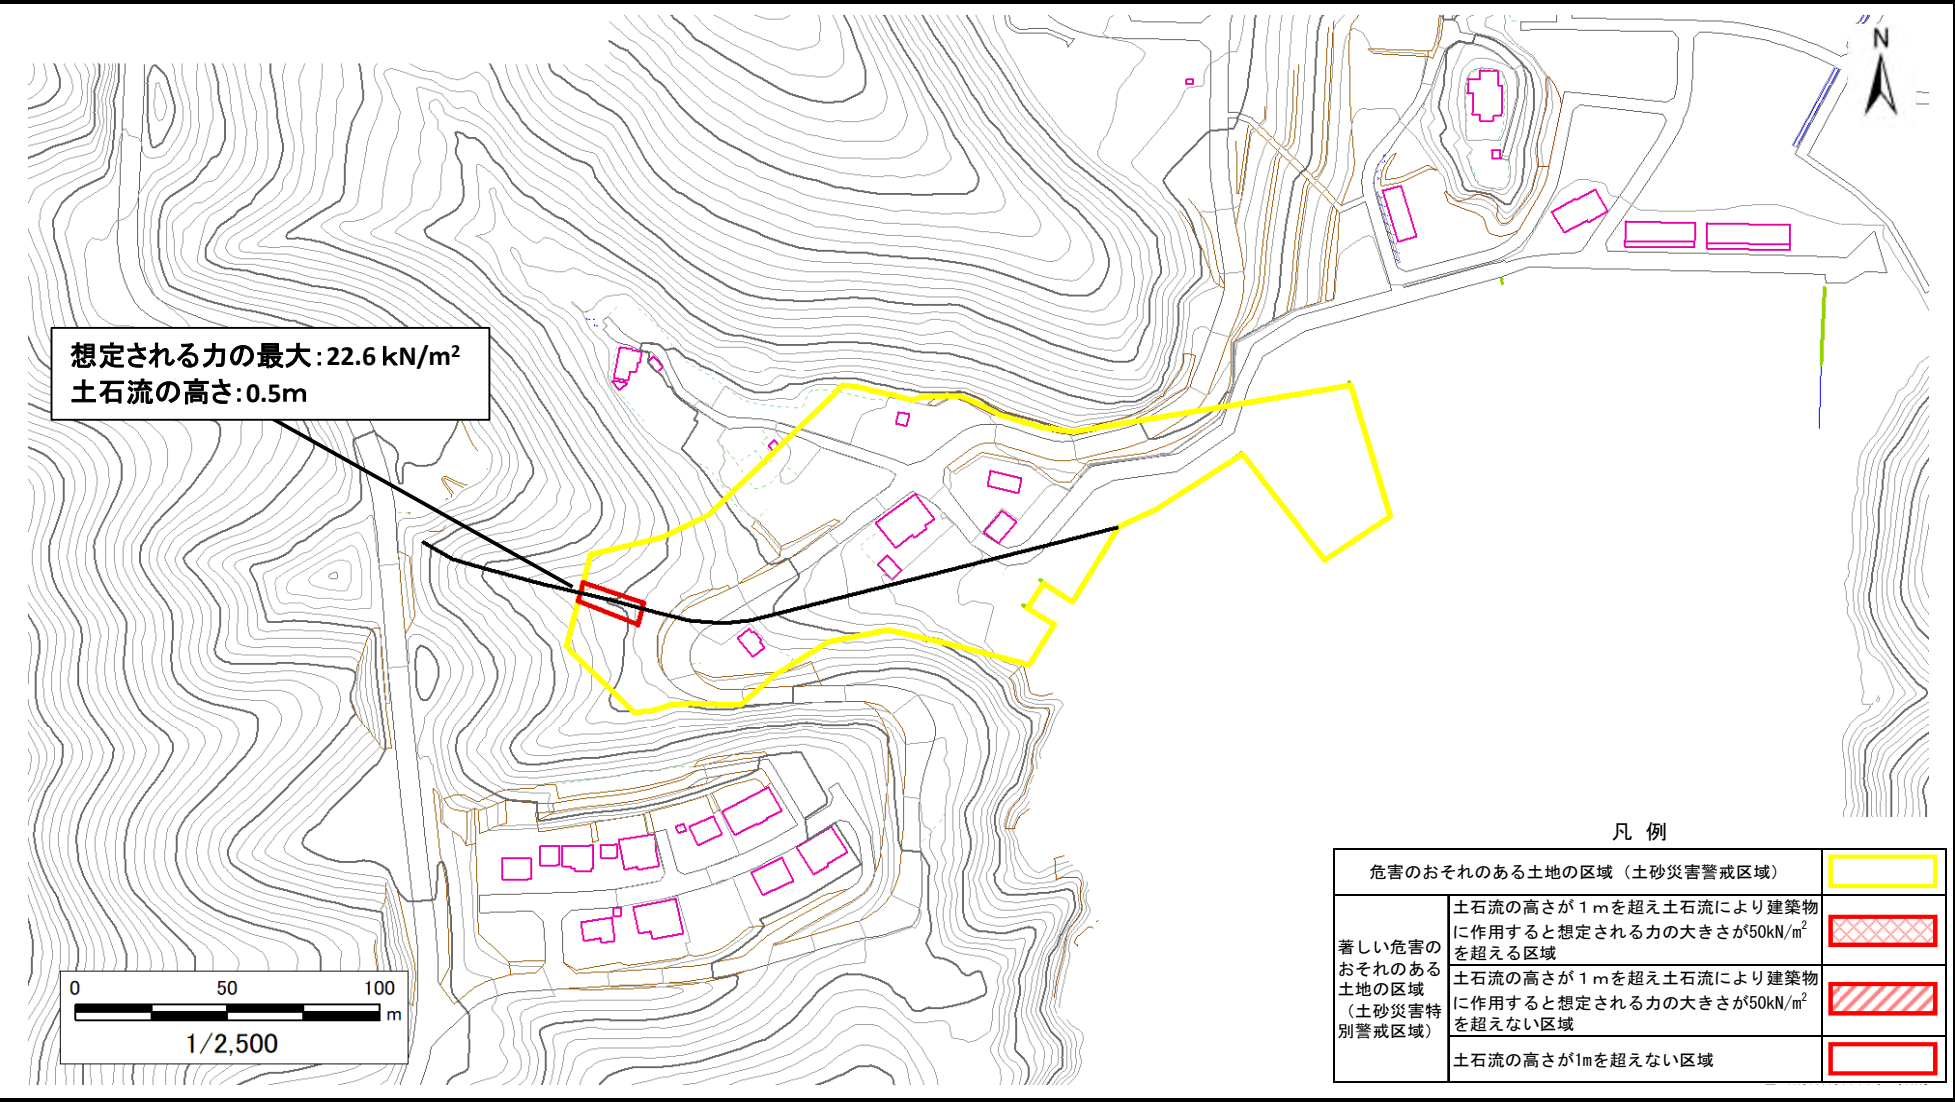 N
想定される力の最大:22.6 kN/m²
土石流の高さ:0.5m
凡 例
危害のおそれのある土地の区域（土砂災害警戒区域）
著しい危害の
おそれのある
土地の区域
（土砂災害特
別警戒区域）
土石流の高さが１ｍを超え土石流により建築物
に作用すると想定される力の大きさが50kN/㎡
を超える区域
土石流の高さが１ｍを超え土石流により建築物
に作用すると想定される力の大きさが50kN/㎡
を超えない区域
土石流の高さが1mを超えない区域
0 50 100
m
1/2,500